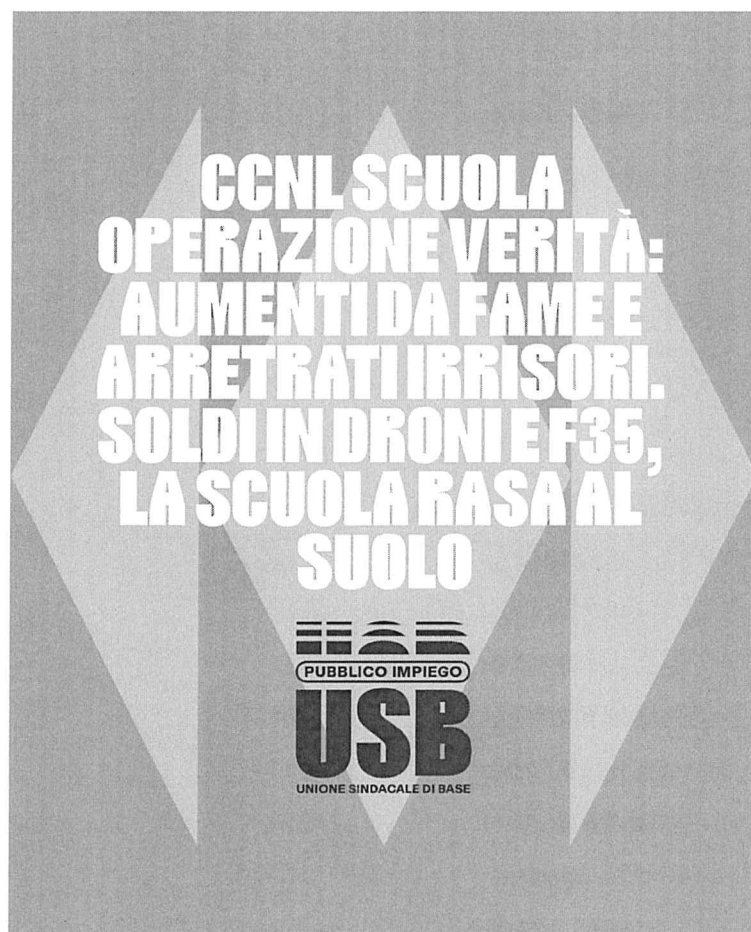 CCNL SCUOLA
OPERAZIONE VERITÀ:
AUMENTI DA FAME E
ARRETRATI IRRISORI.
SOLDI IN DRONI E F35,
LA SCUOLA RASA AL
SUOLO
PUBBLICO IMPIEGO
USB
UNIONE SINDACALE DI BASE